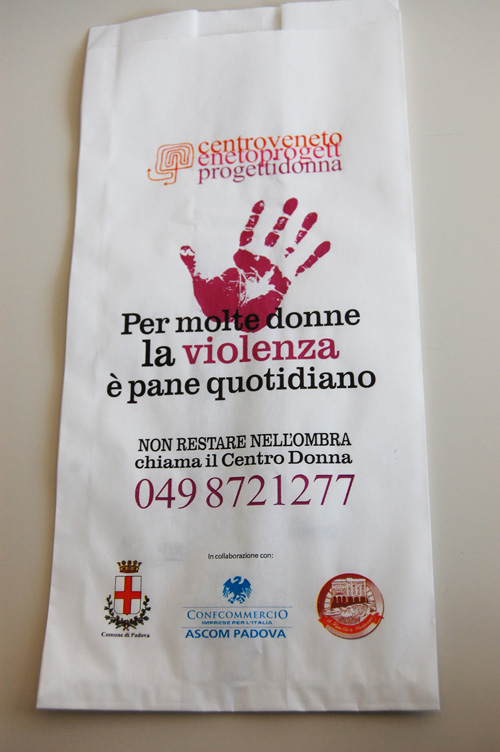 centroveneto
enetoprogett
progettidonna
Per molte donne
la violenza
è pane quotidiano
NON RESTARE NELL'OMBRA
chiama il Centro Donna
049 8721277
In collaborazione con:
Comune di Padova
CONFCOMMERCIO
IMPRESE PER L'ITALIA
ASCOM PADOVA